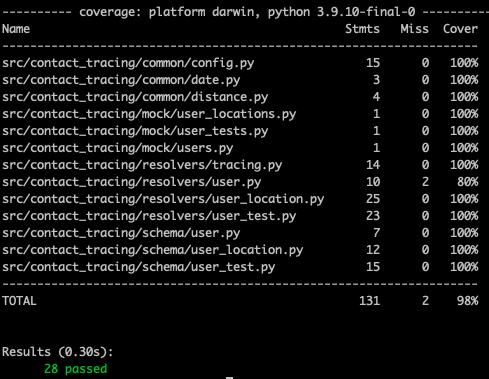 ---------- coverage: platform darwin, python 3.9.10-final-0 ----------
Name                                          Stmts   Miss  Cover
-----------------------------------------------------------------
src/contact_tracing/common/config.py             15      0   100%
src/contact_tracing/common/date.py                3      0   100%
src/contact_tracing/common/distance.py            4      0   100%
src/contact_tracing/mock/user_locations.py        1      0   100%
src/contact_tracing/mock/user_tests.py            1      0   100%
src/contact_tracing/mock/users.py                 1      0   100%
src/contact_tracing/resolvers/tracing.py         14      0   100%
src/contact_tracing/resolvers/user.py            10      2    80%
src/contact_tracing/resolvers/user_location.py   25      0   100%
src/contact_tracing/resolvers/user_test.py       23      0   100%
src/contact_tracing/schema/user.py                7      0   100%
src/contact_tracing/schema/user_location.py      12      0   100%
src/contact_tracing/schema/user_test.py          15      0   100%
-----------------------------------------------------------------
TOTAL                                           131      2    98%
Results (0.30s):
28 passed